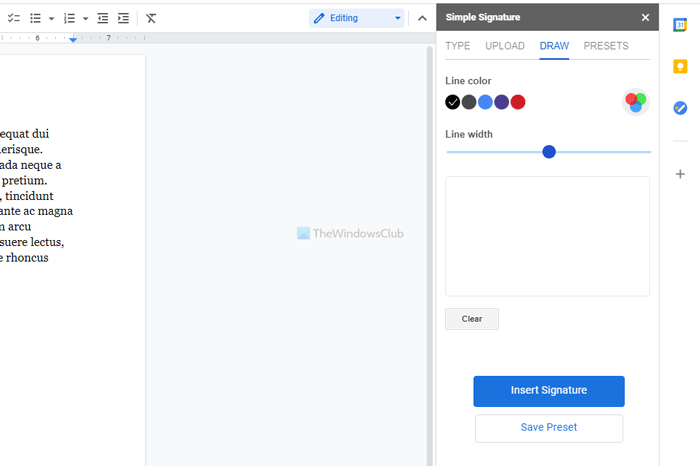 Editing
6
7
equat dui
erisque.
ada neque a
pretium.
, tincidunt
ante ac magna
m arcu
suere lectus,
e rhoncus
TheWindowsClub
Simple Signature
TYPE UPLOAD DRAW PRESETS
Line color
Line width
Clear
Insert Signature
Save Preset
31